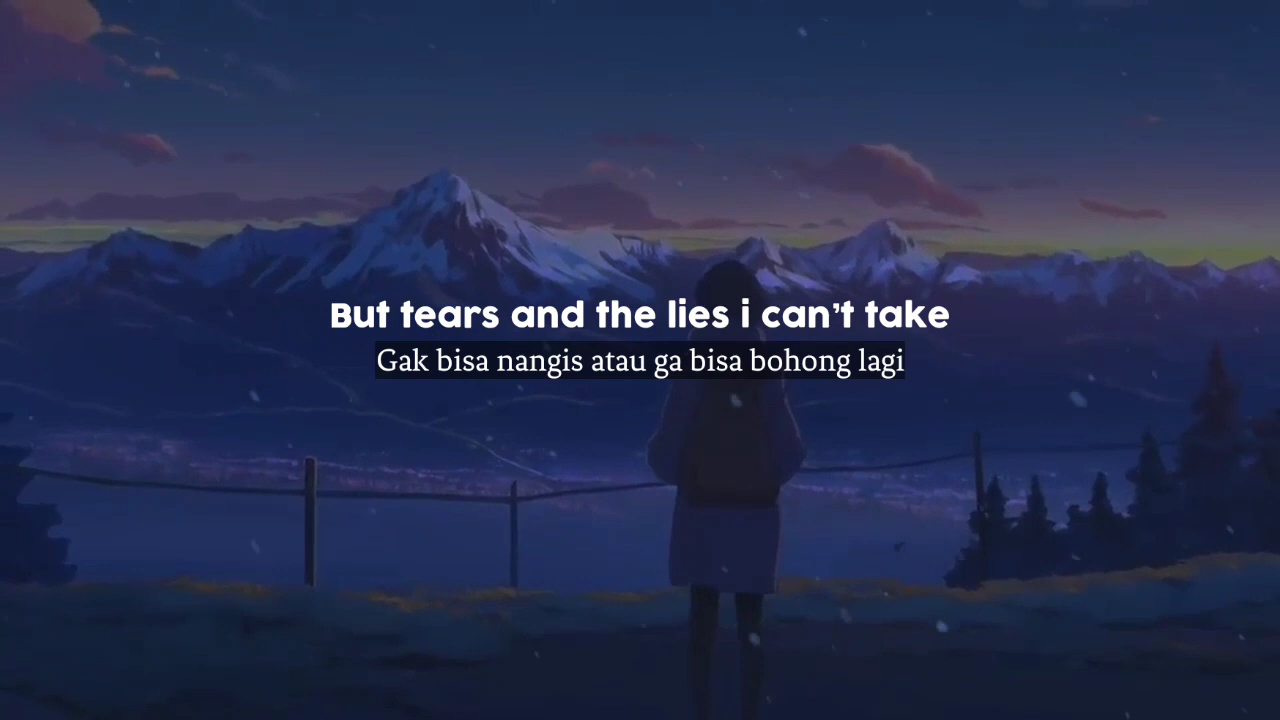 But tears and the lies i can't take
Gak bisa nangis atau ga bisa bohong lagi